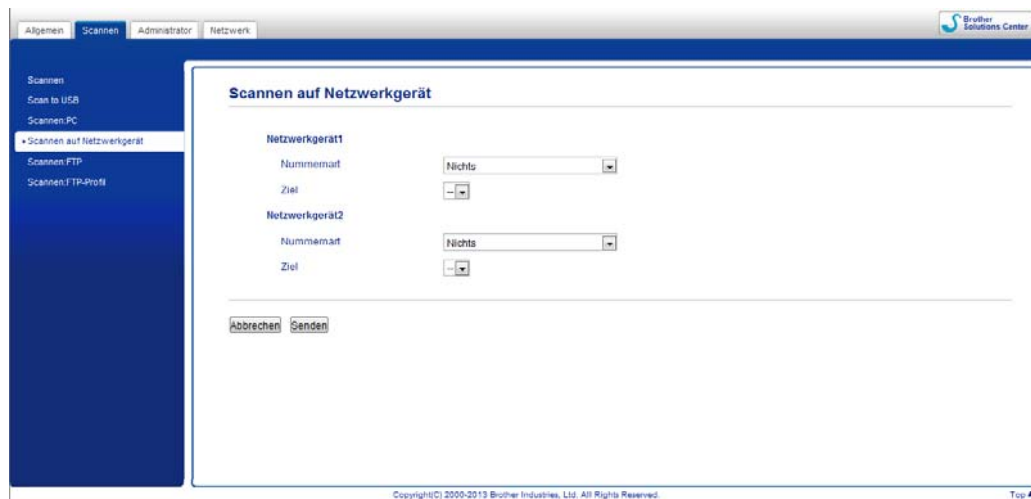 Allgemein Scannen Administrator Netzwerk
Brother Solutions Center
Scannen
Scan to USB
Scannen:PC
Scannen auf Netzwerkgerät
Scannen:FTP
Scannen:FTP-Profil
Scannen auf Netzwerkgerät
Netzwerkgerät1
Nummernart Nichts
Ziel --
Netzwerkgerät2
Nummernart Nichts
Ziel --
Abbrechen Senden
Copyright(C) 2000-2013 Brother Industries, Ltd. All Rights Reserved.
Top